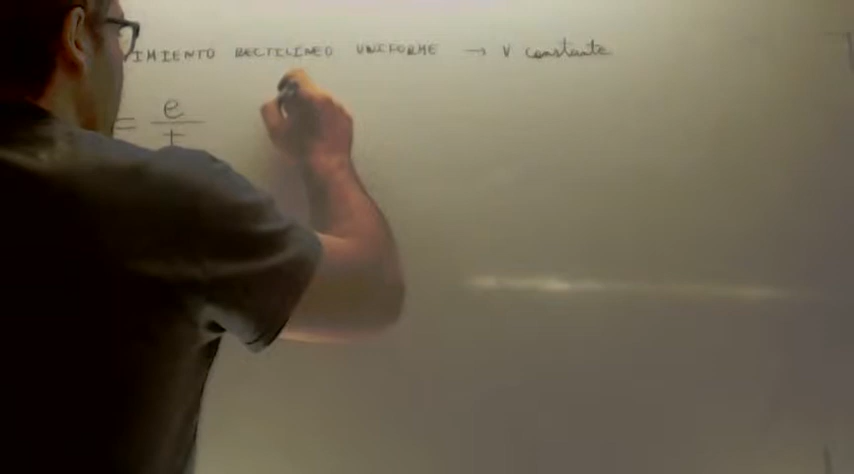 IMIENTO RECTILINEO UNIFORME → V constante
= e
t